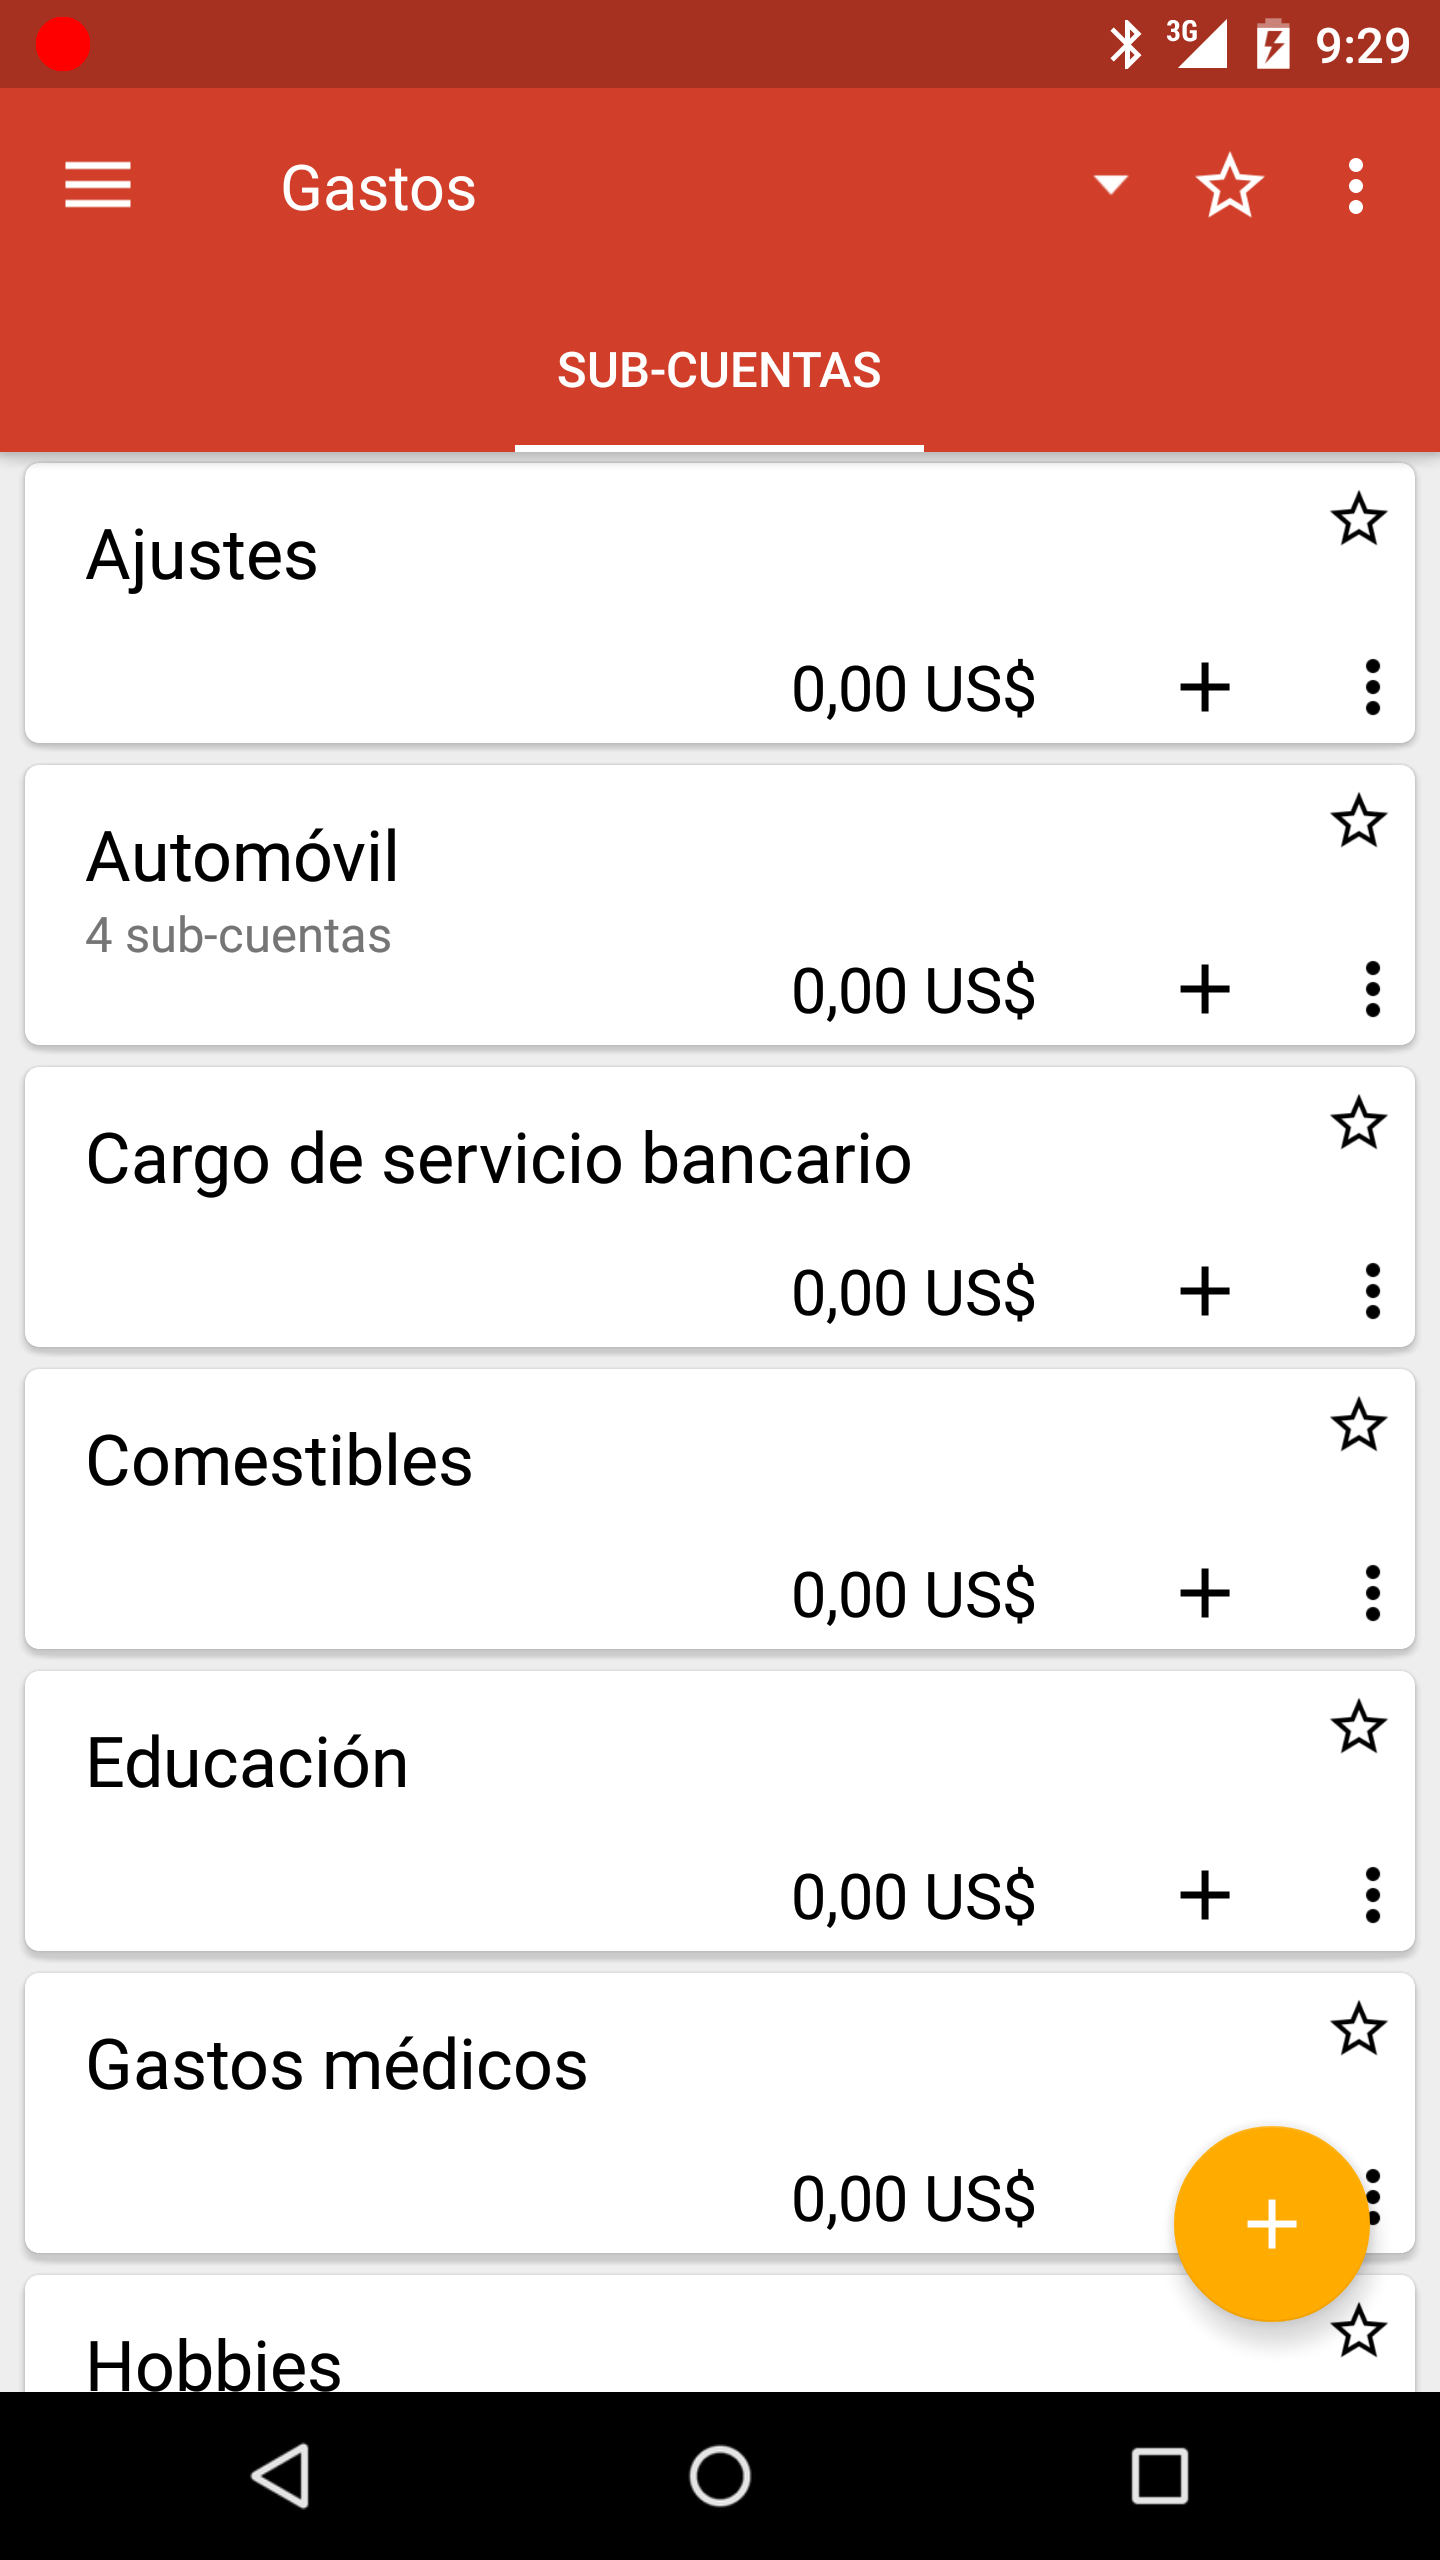 3G 9:29
Gastos
SUB-CUENTAS
Ajustes
0,00 US$
Automóvil
4 sub-cuentas
0,00 US$
Cargo de servicio bancario
0,00 US$
Comestibles
0,00 US$
Educación
0,00 US$
Gastos médicos
0,00 US$
Hobbies